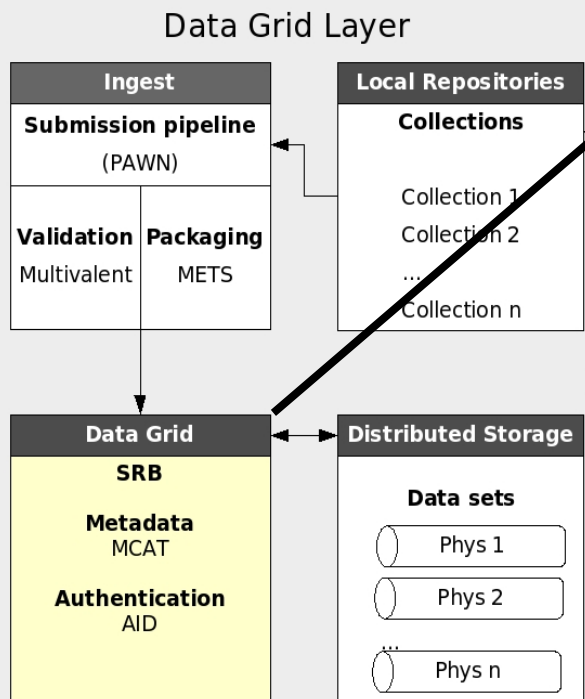 Data Grid Layer
Ingest
Submission pipeline
(PAWN)
Validation
Multivalent
Packaging
METS
Local Repositories
Collections
Collection 1
Collection 2
...
Collection n
Data Grid
SRB
Metadata
MCAT
Authentication
AID
Distributed Storage
Data sets
Phys 1
Phys 2
...
Phys n